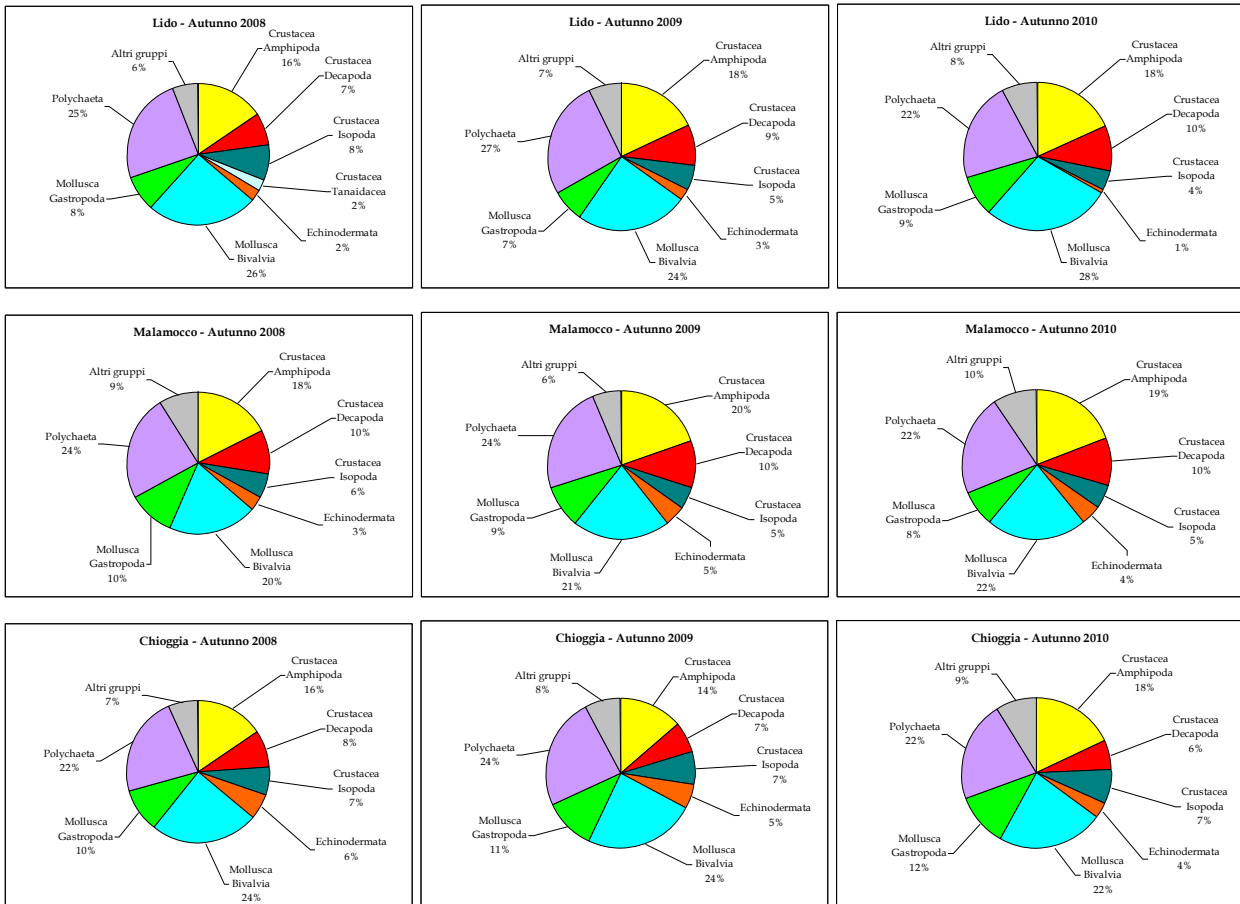 Lido - Autunno 2008
Altri gruppi
6%
Crustacea
Amphipoda
16%
Crustacea
Decapoda
7%
Crustacea
Isopoda
8%
Crustacea
Tanaidacea
2%
Echinodermata
2%
Mollusca
Bivalvia
26%
Mollusca
Gastropoda
8%
Polychaeta
25%
Lido - Autunno 2009
Altri gruppi
7%
Crustacea
Amphipoda
18%
Crustacea
Decapoda
9%
Crustacea
Isopoda
5%
Echinodermata
3%
Mollusca
Bivalvia
24%
Mollusca
Gastropoda
7%
Polychaeta
27%
Lido - Autunno 2010
Altri gruppi
8%
Crustacea
Amphipoda
18%
Crustacea
Decapoda
10%
Crustacea
Isopoda
4%
Echinodermata
1%
Mollusca
Bivalvia
28%
Mollusca
Gastropoda
9%
Polychaeta
22%
Malamocco - Autunno 2008
Altri gruppi
9%
Crustacea
Amphipoda
18%
Crustacea
Decapoda
10%
Crustacea
Isopoda
6%
Echinodermata
3%
Mollusca
Bivalvia
20%
Mollusca
Gastropoda
10%
Polychaeta
24%
Malamocco - Autunno 2009
Altri gruppi
6%
Crustacea
Amphipoda
20%
Crustacea
Decapoda
10%
Crustacea
Isopoda
5%
Echinodermata
5%
Mollusca
Bivalvia
21%
Mollusca
Gastropoda
9%
Polychaeta
24%
Malamocco - Autunno 2010
Altri gruppi
10%
Crustacea
Amphipoda
19%
Crustacea
Decapoda
10%
Crustacea
Isopoda
5%
Echinodermata
4%
Mollusca
Bivalvia
22%
Mollusca
Gastropoda
8%
Polychaeta
22%
Chioggia - Autunno 2008
Altri gruppi
7%
Crustacea
Amphipoda
16%
Crustacea
Decapoda
8%
Crustacea
Isopoda
7%
Echinodermata
6%
Mollusca
Bivalvia
24%
Mollusca
Gastropoda
10%
Polychaeta
22%
Chioggia - Autunno 2009
Altri gruppi
8%
Crustacea
Amphipoda
14%
Crustacea
Decapoda
7%
Crustacea
Isopoda
7%
Echinodermata
5%
Mollusca
Bivalvia
24%
Mollusca
Gastropoda
11%
Polychaeta
24%
Chioggia - Autunno 2010
Altri gruppi
9%
Crustacea
Amphipoda
18%
Crustacea
Decapoda
6%
Crustacea
Isopoda
7%
Echinodermata
4%
Mollusca
Bivalvia
22%
Mollusca
Gastropoda
12%
Polychaeta
22%